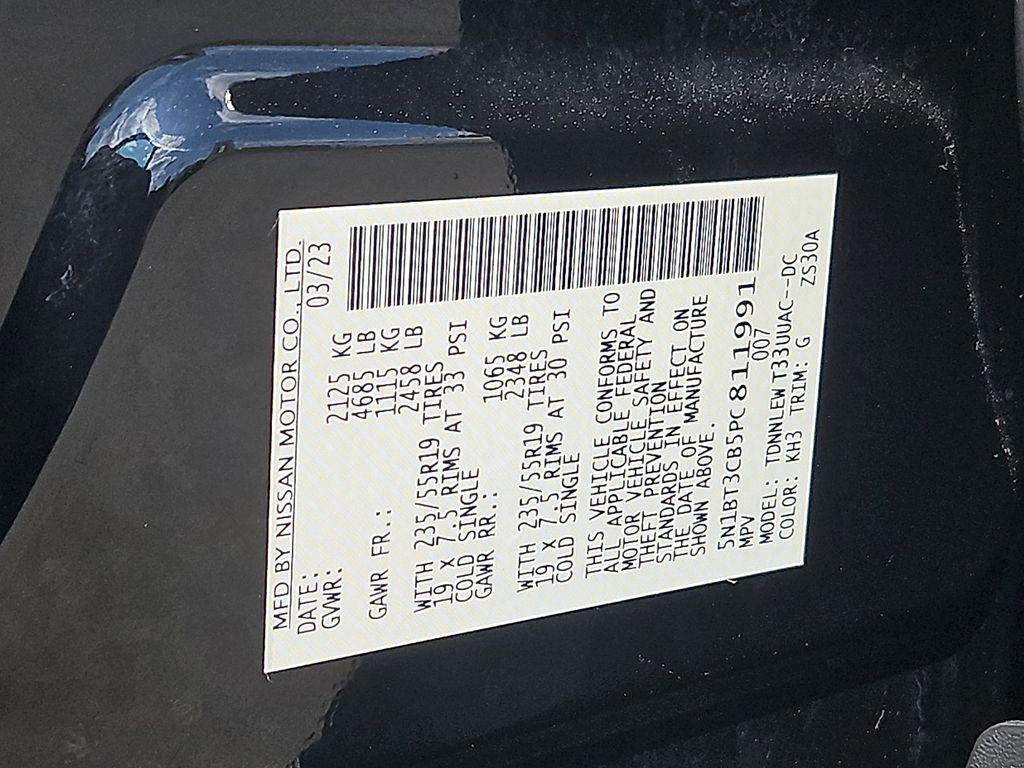 MFD BY NISSAN MOTOR CO., LTD.
DATE: 03/23
GVWR: 2125 KG
4685 LB
GAWR FR.: 1115 KG
2458 LB
WITH 235/55R19 TIRES
19 X 7.5 RIMS AT 33 PSI
COLD SINGLE
GAWR RR.: 1065 KG
2348 LB
WITH 235/55R19 TIRES
19 X 7.5 RIMS AT 30 PSI
COLD SINGLE
THIS VEHICLE CONFORMS TO
ALL APPLICABLE FEDERAL
MOTOR VEHICLE SAFETY AND
THEFT PREVENTION
STANDARDS IN EFFECT ON
THE DATE OF MANUFACTURE
SHOWN ABOVE.
5N1BT3CB5PC811991
MPV 007
MODEL: TDNNLEWT33UUAC--DC
COLOR: KH3 TRIM: G ZS30A